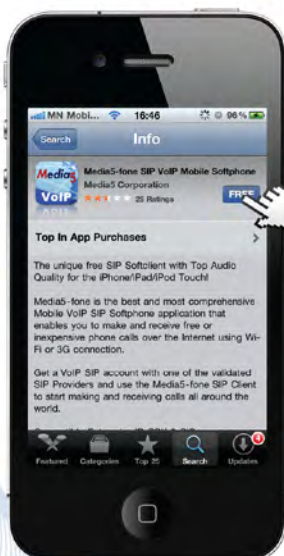 MN Mobi... 16:46 96%
Search Info
Media5
VoIP
Media5-fone SIP VoIP Mobile Softphone
Media5 Corporation
25 Ratings
FREE
Top In App Purchases
The unique free SIP Softclient with Top Audio
Quality for the iPhone/iPad/iPod Touch!
Media5-fone is the best and most comprehensive
Mobile VoIP SIP Softphone application that
enables you to make and receive free or
inexpensive phone calls over the Internet using Wi-
Fi or 3G connection.
Get a VoIP SIP account with one of the validated
SIP Providers and use the Media5-fone SIP Client
to start making and receiving calls all around the
world.
4
Featured Categories Top 25 Search Updates